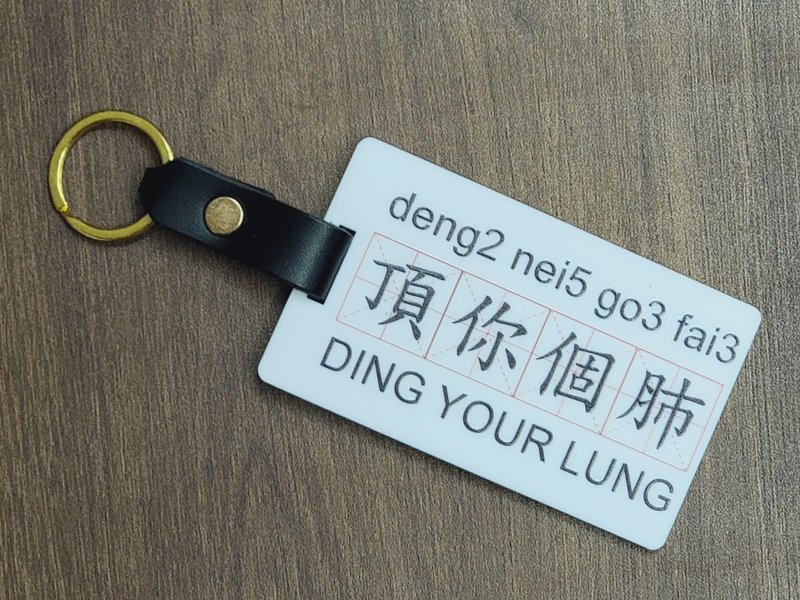 deng2 nei5 go3 fai3
頂你個肺
DING YOUR LUNG